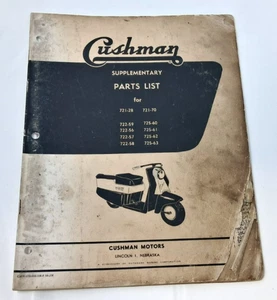 Cushman
SUPPLEMENTARY
PARTS LIST
for
721-28 721-70
722-59 725-60
722-56 725-61
722-57 725-62
722-58 725-63
CUSHMAN MOTORS
LINCOLN 1, NEBRASKA